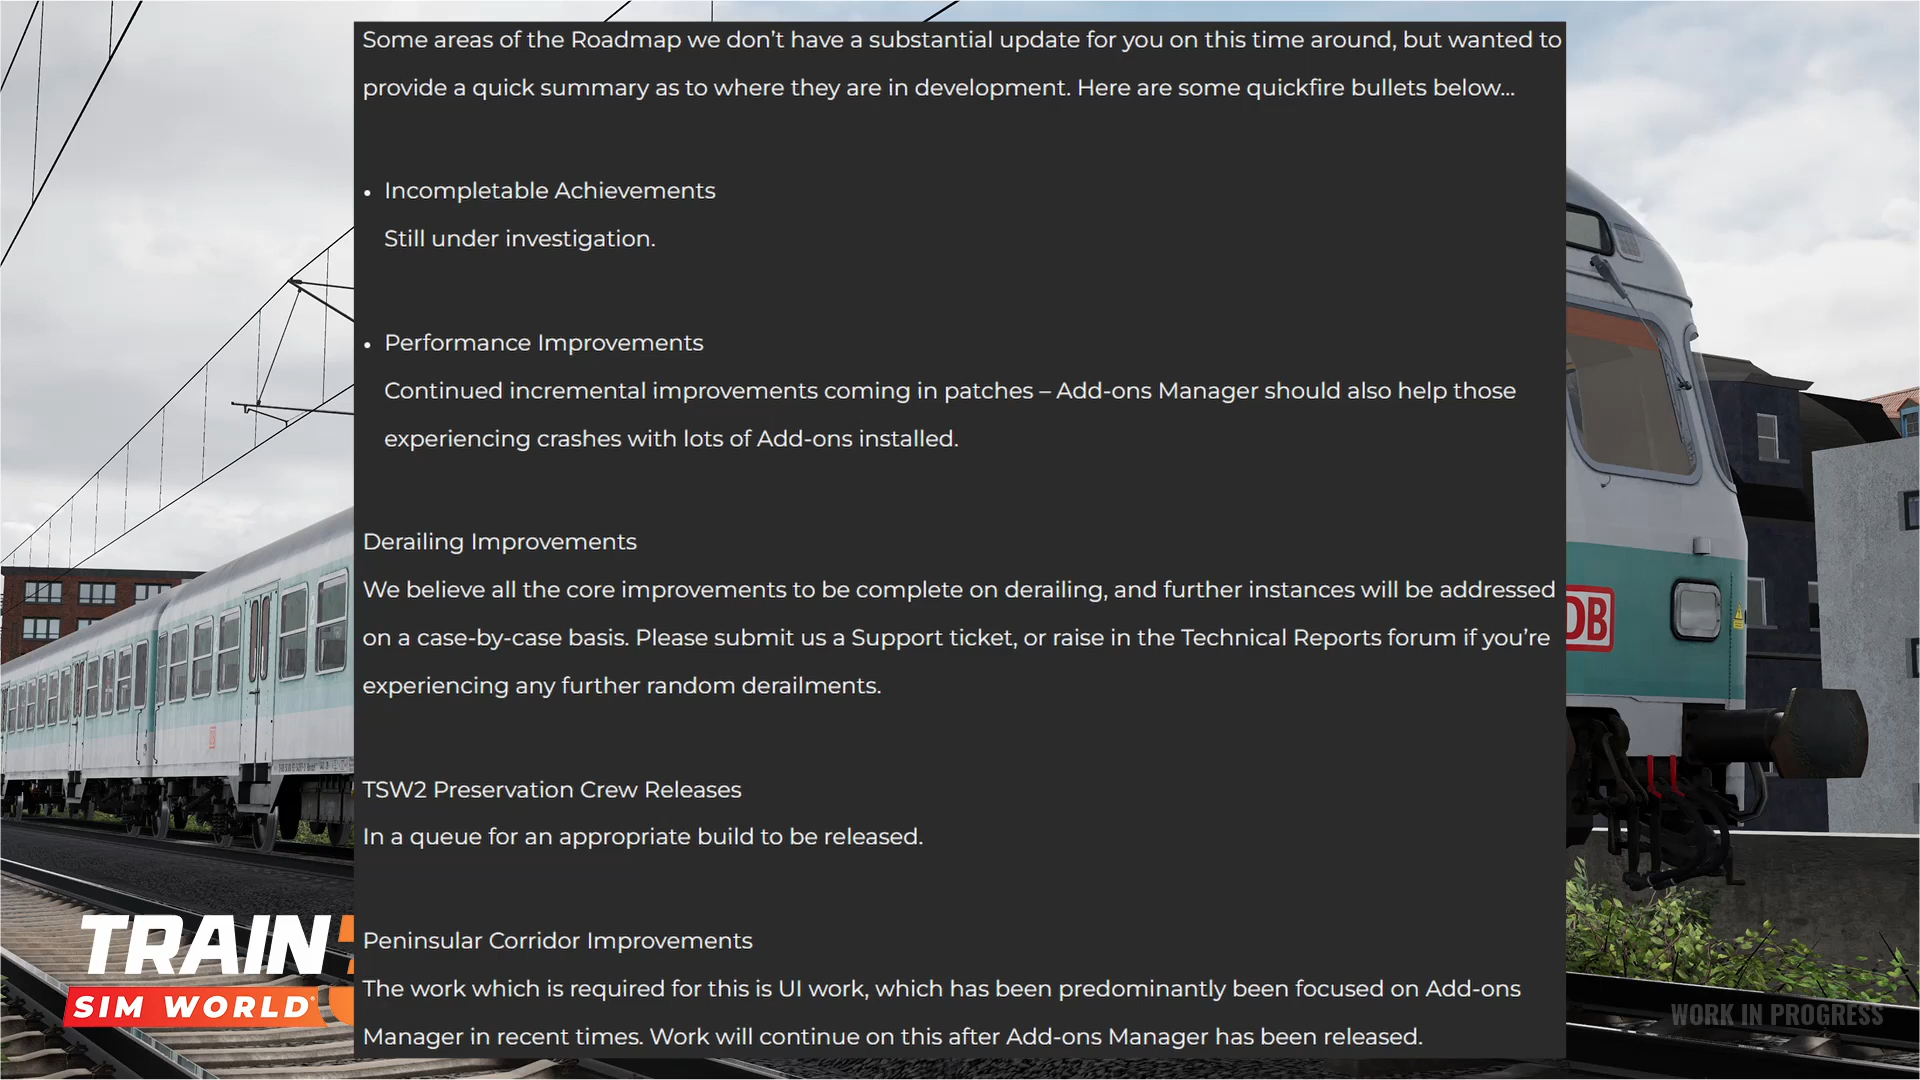 Some areas of the Roadmap we don’t have a substantial update for you on this time around, but wanted to
provide a quick summary as to where they are in development. Here are some quickfire bullets below...
• Incompletable Achievements
Still under investigation.
• Performance Improvements
Continued incremental improvements coming in patches – Add-ons Manager should also help those
experiencing crashes with lots of Add-ons installed.
Derailing Improvements
We believe all the core improvements to be complete on derailing, and further instances will be addressed
on a case-by-case basis. Please submit us a Support ticket, or raise in the Technical Reports forum if you’re
experiencing any further random derailments.
TSW2 Preservation Crew Releases
In a queue for an appropriate build to be released.
Peninsular Corridor Improvements
The work which is required for this is UI work, which has been predominantly been focused on Add-ons
Manager in recent times. Work will continue on this after Add-ons Manager has been released.
DB
TRAIN
SIM WORLD
WORK IN PROGRESS